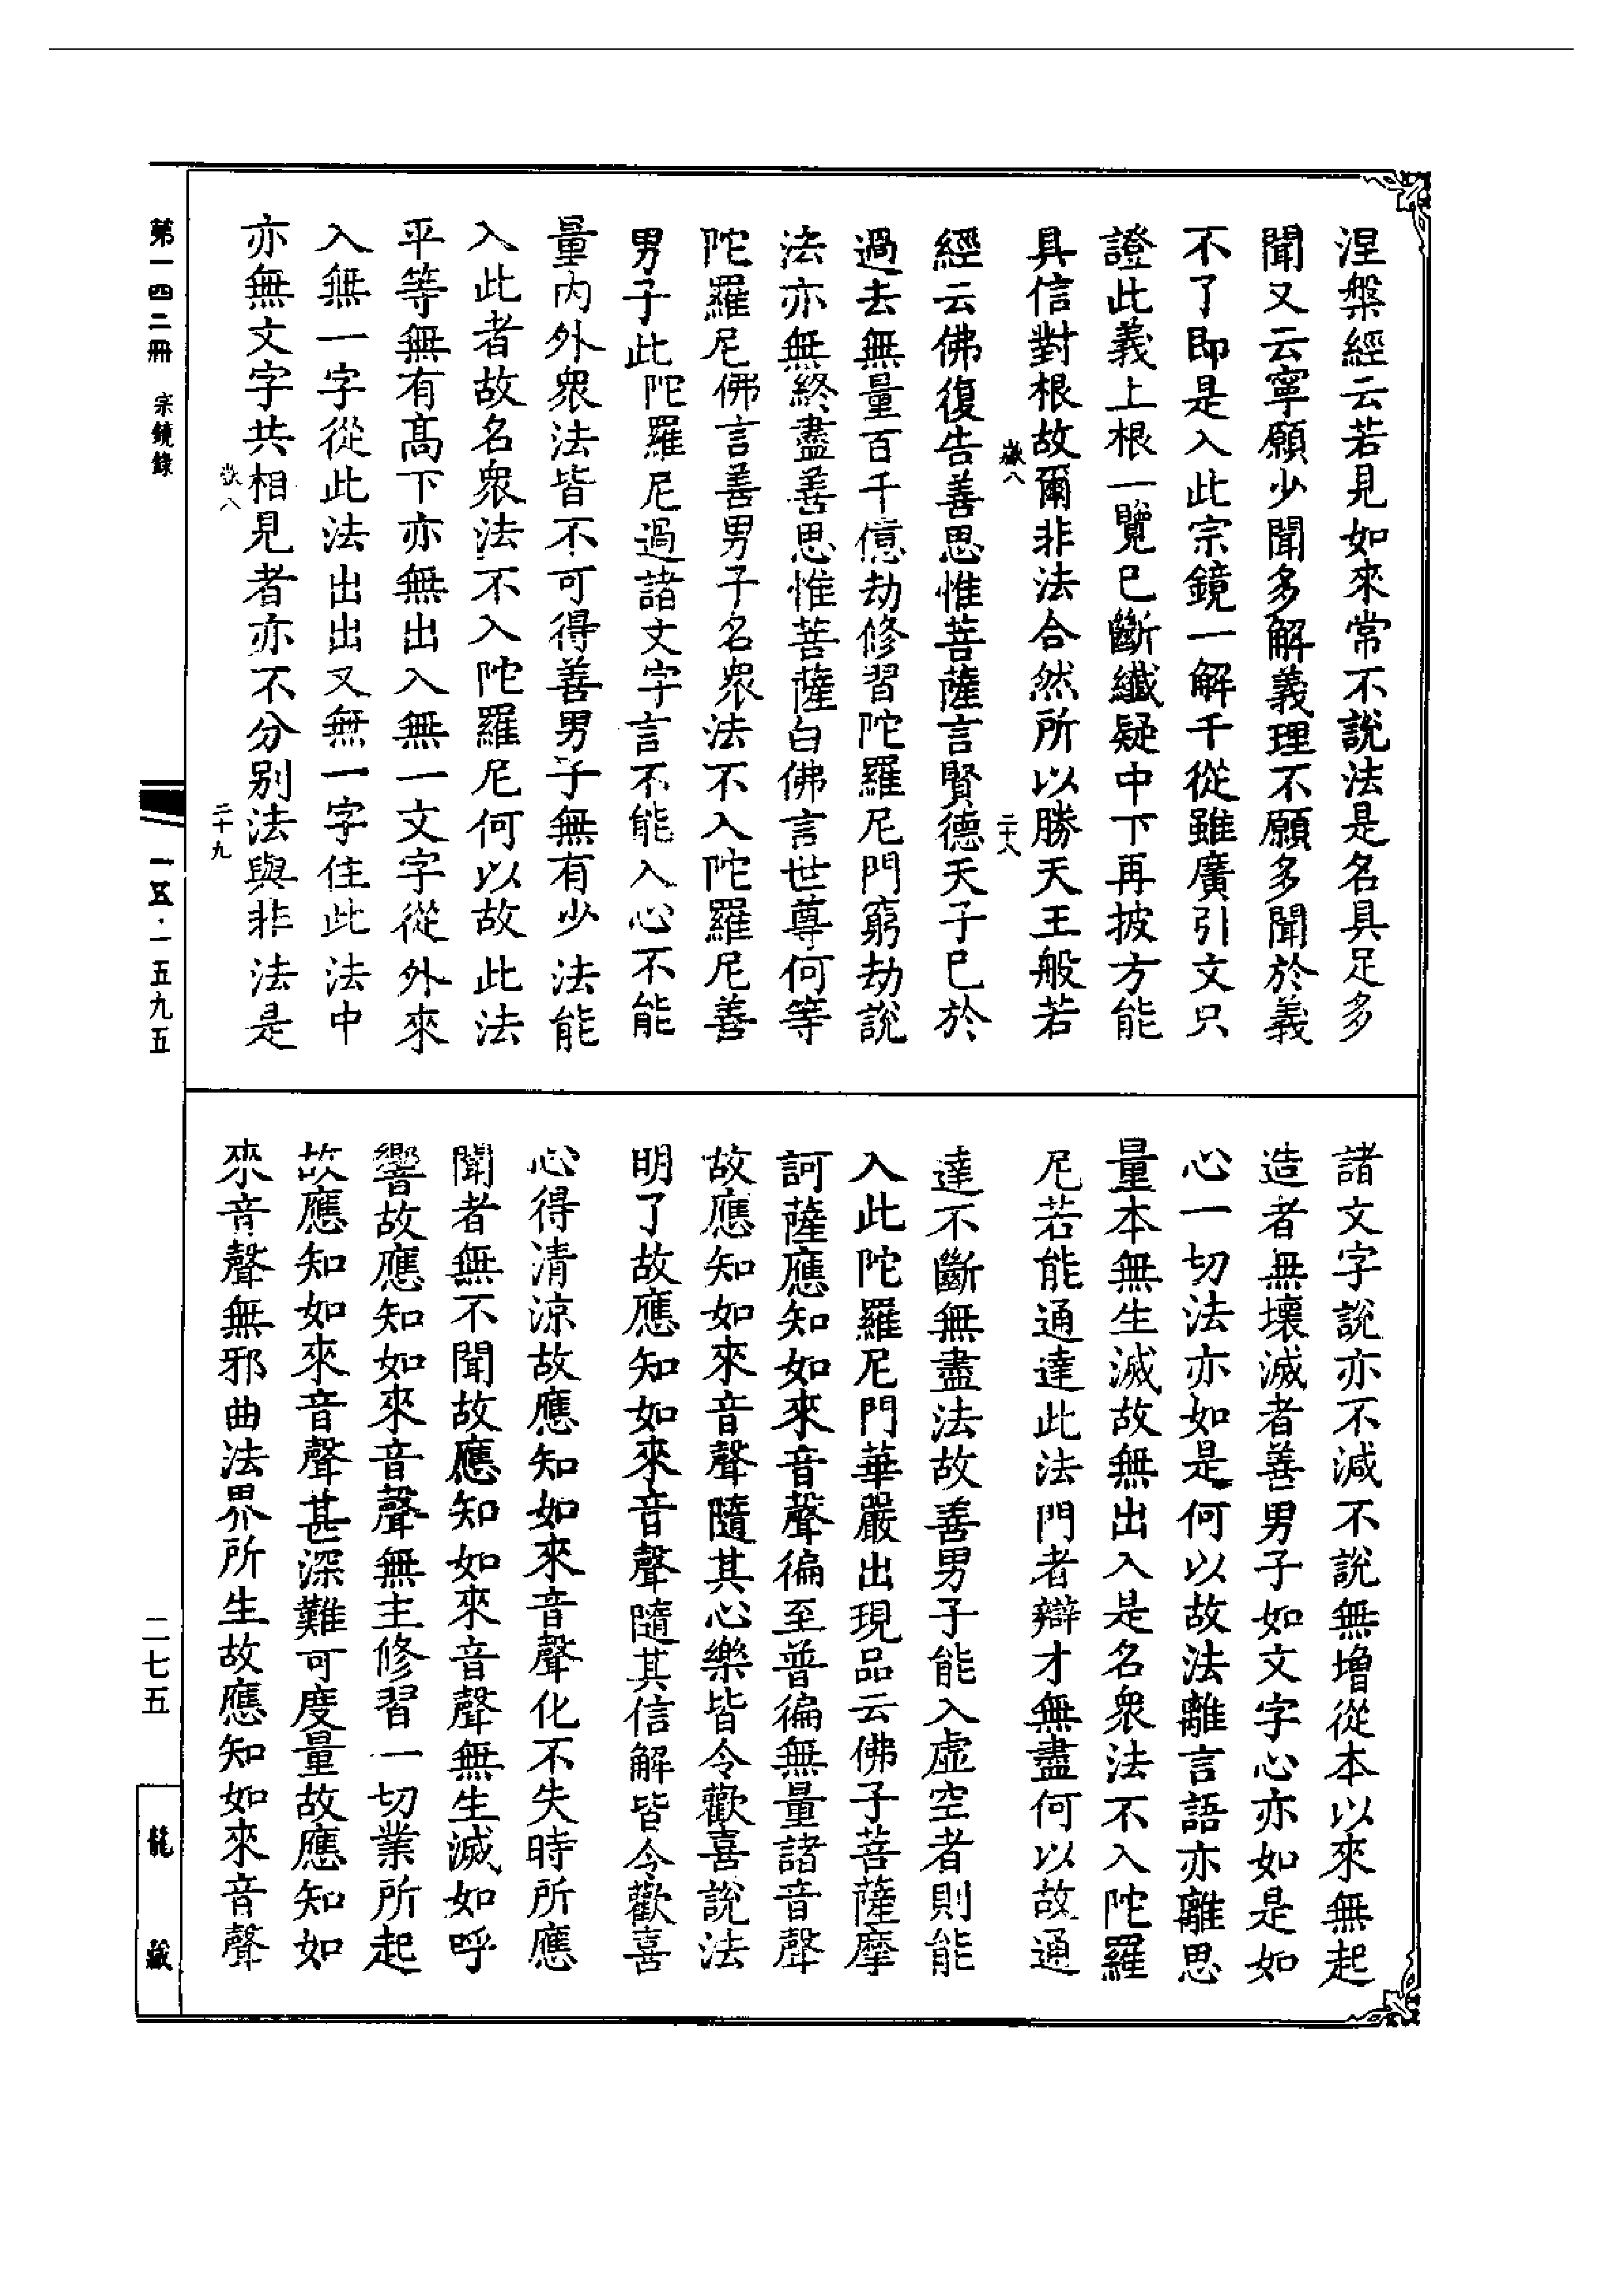 涅槃經云若見如來常不說法是名具足多
聞又云寧願少聞多解義理不願多聞於義
不了即是入此宗鏡一解千從雖廣引文只
證此義上根一覽已斷纖疑中下再披方能
具信對根故爾非法合然所以勝天王般若
二十八
經云佛復告善思惟菩薩言賢德天子已於
過去無量百千億劫修習陀羅尼門窮劫說
法亦無終盡善思惟菩薩白佛言世尊何等
陀羅尼佛言善男子名衆法不入陀羅尼善
男子此陀羅尼過諸文字言不能入心不能
量內外衆法皆不可得善男子無有少法能
入此者故名衆法不入陀羅尼何以故此法
平等無有高下亦無出入無一文字從外來
入無一字從此法出出又無一字住此法中
亦無文字共相見者亦不分別法與非法是
二十九
諸文字說亦不減不說無增從本以來無起
造者無壞滅者善男子如文字心亦如是如
心一切法亦如是何以故法離言語亦離思
量本無生滅故無出入是名衆法不入陀羅
尼若能通達此法門者辯才無盡何以故通
達不斷無盡法故善男子能入虛空者則能
入此陀羅尼門華嚴出現品云佛子菩薩摩
訶薩應知如來音聲徧至普徧無量諸音聲
故應知如來音聲隨其心樂皆令歡喜說法
明了故應知如來音聲隨其信解皆令歡喜
心得清涼故應知如來音聲化不失時所應
聞者無不聞故應知如來音聲無生滅如呼
響故應知如來音聲無主修習一切業所起
故應知如來音聲甚深難可度量故應知如
來音聲無邪曲法界所生故應知如來音聲
第一四二冊 宗鏡錄
一五·一五九五
二七五
龍藏